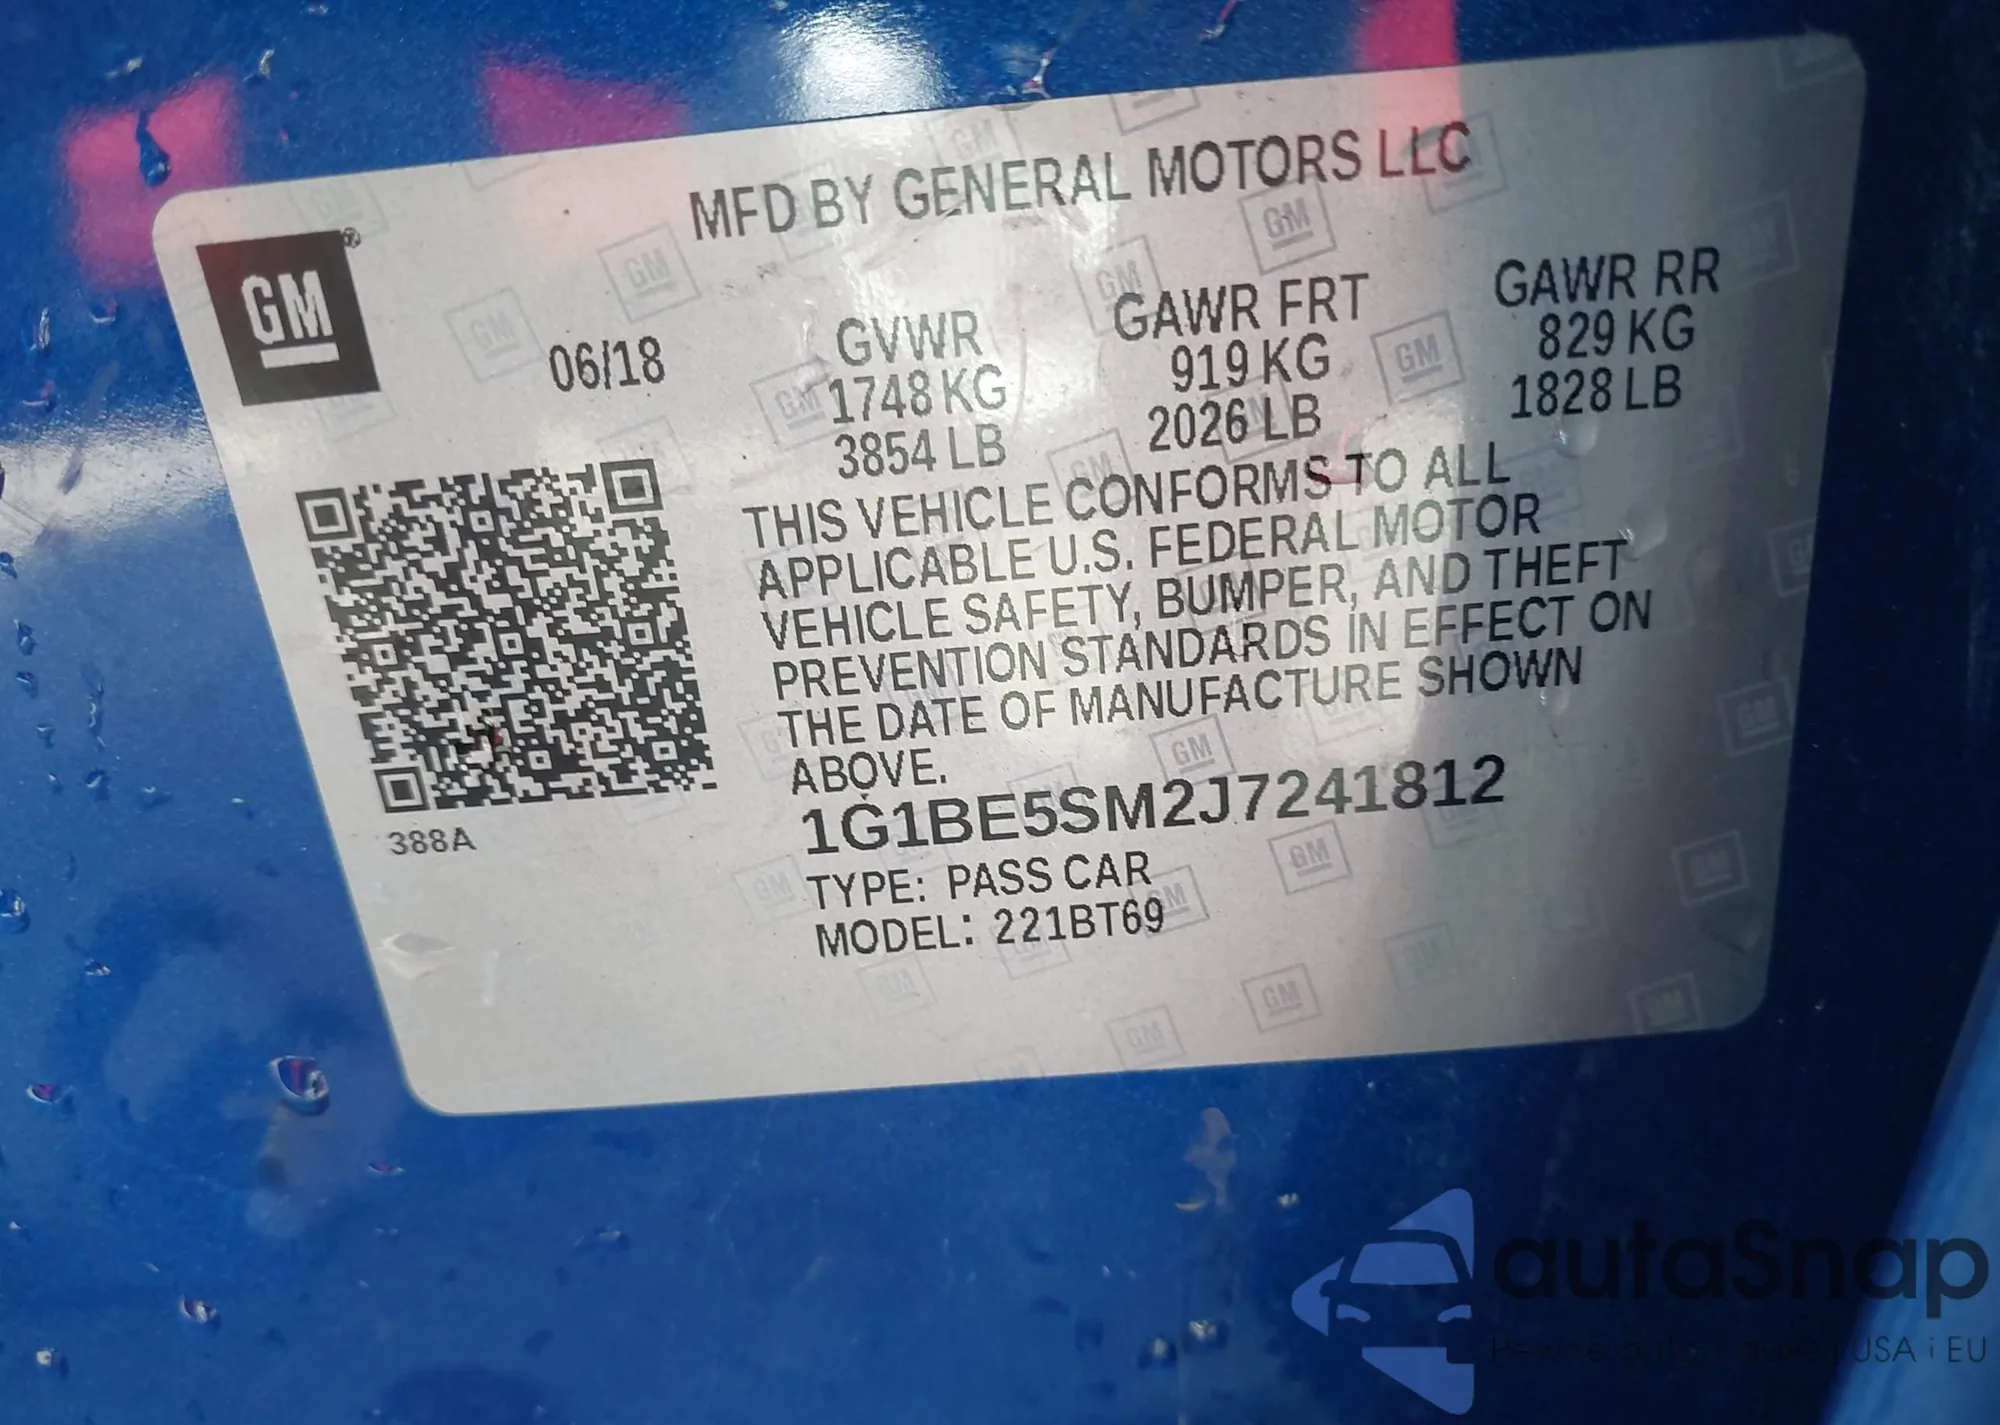 MFD BY GENERAL MOTORS LLC
GM
®
06/18
GVWR
1748 KG
3854 LB
GAWR FRT
919 KG
2026 LB
GAWR RR
829 KG
1828 LB
THIS VEHICLE CONFORMS TO ALL
APPLICABLE U.S. FEDERAL MOTOR
VEHICLE SAFETY, BUMPER, AND THEFT
PREVENTION STANDARDS IN EFFECT ON
THE DATE OF MANUFACTURE SHOWN
ABOVE.
388A
1G1BE5SM2J7241812
TYPE: PASS CAR
MODEL: 221BT69
autaSnap
USA i EU